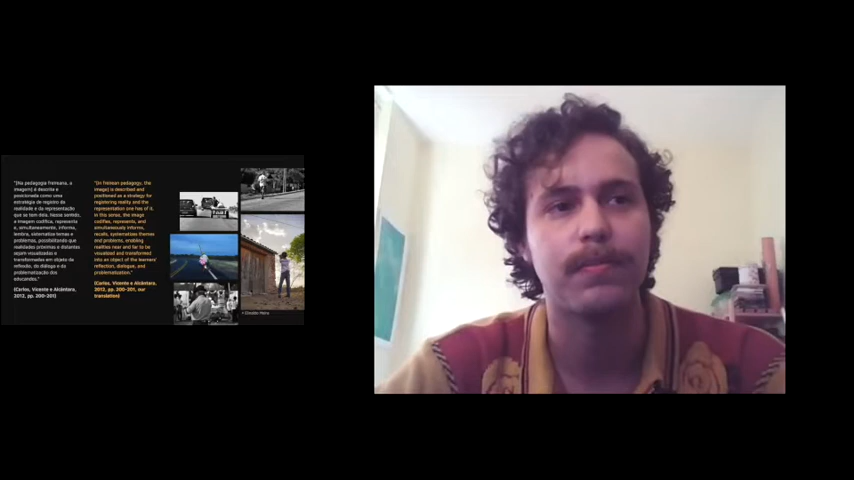 "[Na pedagogia freireana, a
imagem] é descrita e
posicionada como uma
estratégia de registro da
realidade e da representação
que se tem dela. Nesse sentido,
a imagem codifica, representa
e, simultaneamente, informa,
lembra, sistematiza temas e
problemas, possibilitando que
realidades próximas e distantes
sejam visualizadas e
transformadas em objeto de
reflexão, do diálogo e da
problematização dos
educandos."
(Carlos, Vicente e Alcântara,
2012, pp. 200-201)
"[In Freirean pedagogy, the
image] is described and
positioned as a strategy for
registering reality and the
representation one has of it.
In this sense, the image
codifies, represents, and
simultaneously informs,
recalls, systematises themes
and problems, enabling
realities near and far to be
visualized and transformed
into an object of the learners'
reflection, dialogue, and
problematization."
(Carlos, Vicente e Alcântara,
2012, pp. 200-201, our
translation)